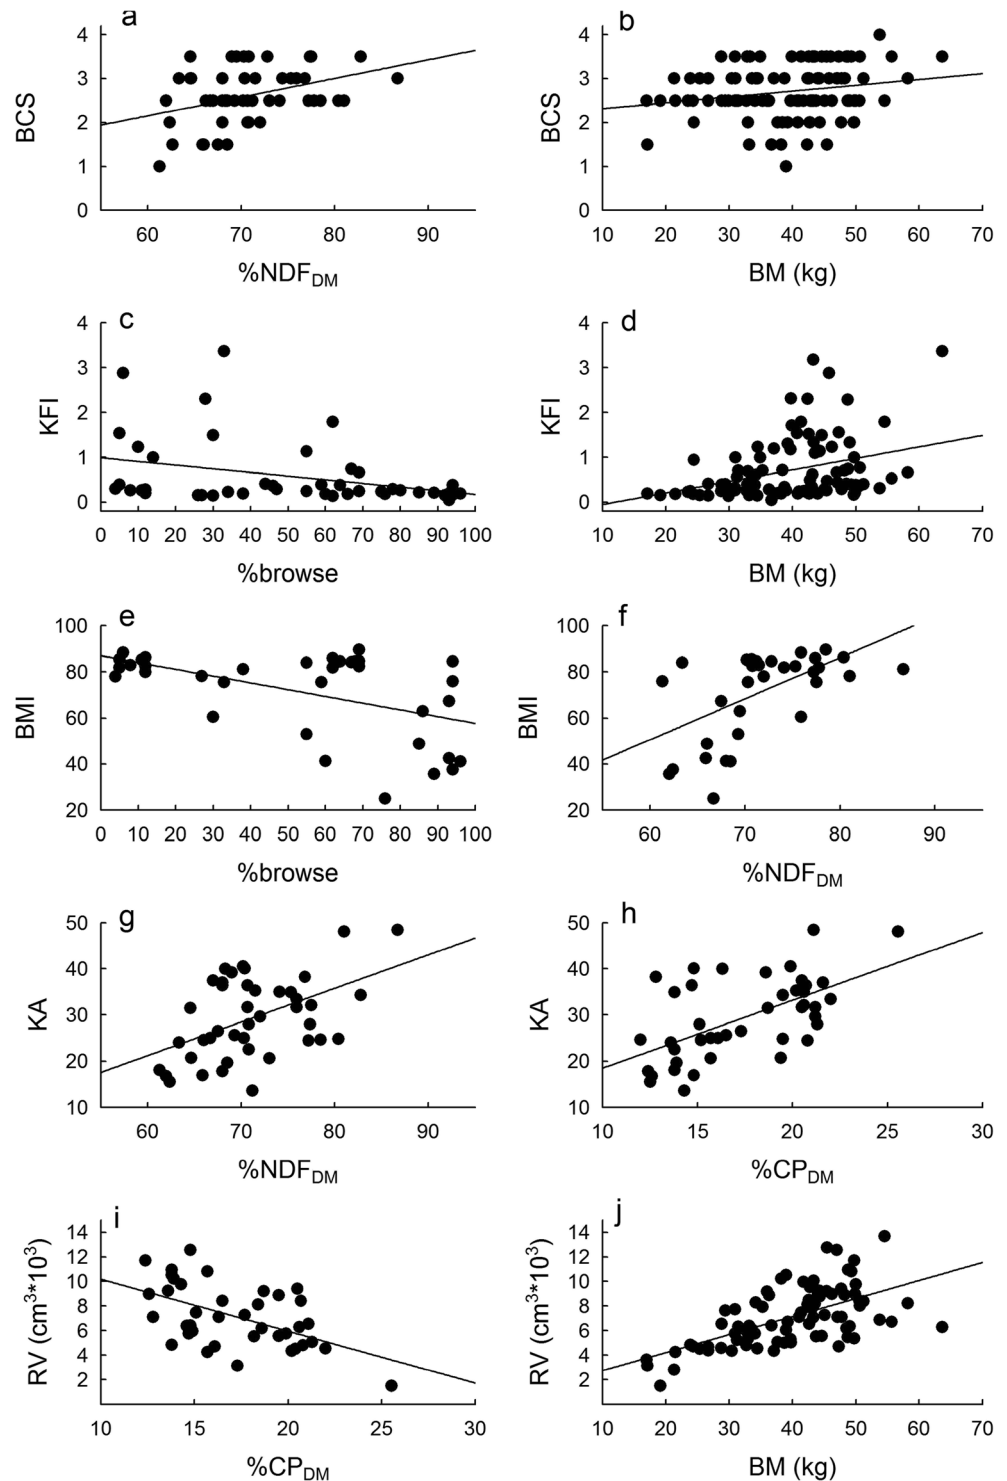 a b
4 4
3 3
BCS 2 BCS 2
1 1
0 0
60 70 80 90 10 20 30 40 50 60 70
%NDFDM BM (kg)
c d
4 4
3 3
KFI 2 KFI 2
1 1
0 0
0 10 20 30 40 50 60 70 80 90 100 10 20 30 40 50 60 70
%browse BM (kg)
e f
100 100
80 80
BMI 60 BMI 60
40 40
20 20
0 10 20 30 40 50 60 70 80 90 100 60 70 80 90
%browse %NDFDM
g h
50 50
40 40
KA 30 KA 30
20 20
10 10
60 70 80 90 10 15 20 25 30
%NDFDM %CPDM
i j
14 14
12 12
10 10
RV (cm3*103) 8 RV (cm3*103) 8
6 6
4 4
2 2
10 15 20 25 30 10 20 30 40 50 60 70
%CPDM BM (kg)